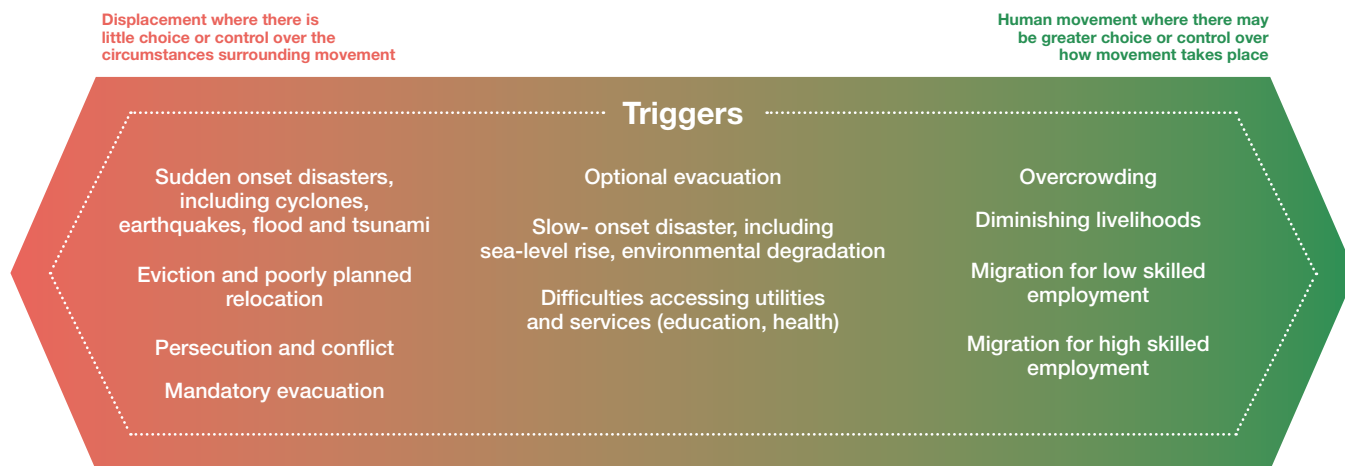 Displacement where there is
little choice or control over the
circumstances surrounding movement
Human movement where there may
be greater choice or control over
how movement takes place
Triggers
Sudden onset disasters,
including cyclones,
earthquakes, flood and tsunami
Eviction and poorly planned
relocation
Persecution and conflict
Mandatory evacuation
Optional evacuation
Slow- onset disaster, including
sea-level rise, environmental degradation
Difficulties accessing utilities
and services (education, health)
Overcrowding
Diminishing livelihoods
Migration for low skilled
employment
Migration for high skilled
employment